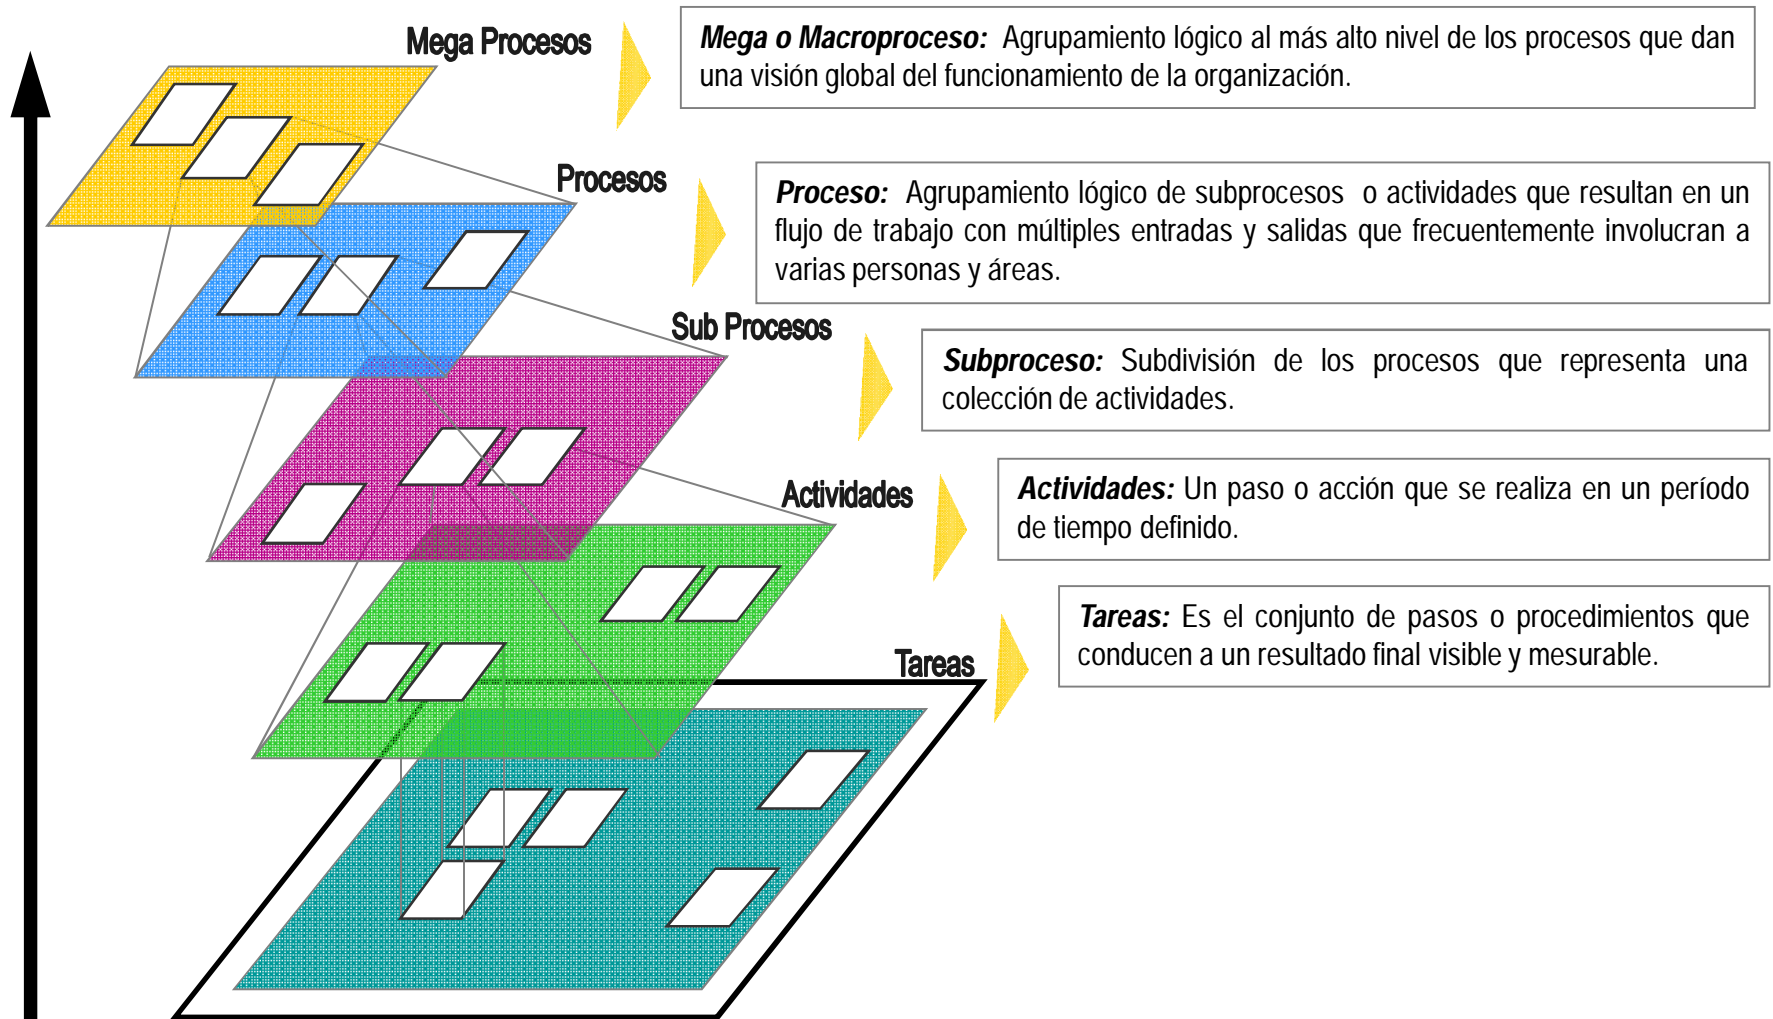 Mega Procesos
Mega o Macroproceso: Agrupamiento lógico al más alto nivel de los procesos que dan
una visión global del funcionamiento de la organización.
Procesos
Proceso: Agrupamiento lógico de subprocesos o actividades que resultan en un
flujo de trabajo con múltiples entradas y salidas que frecuentemente involucran a
varias personas y áreas.
Sub Procesos
Subproceso: Subdivisión de los procesos que representa una
colección de actividades.
Actividades
Actividades: Un paso o acción que se realiza en un período
de tiempo definido.
Tareas
Tareas: Es el conjunto de pasos o procedimientos que
conducen a un resultado final visible y mesurable.